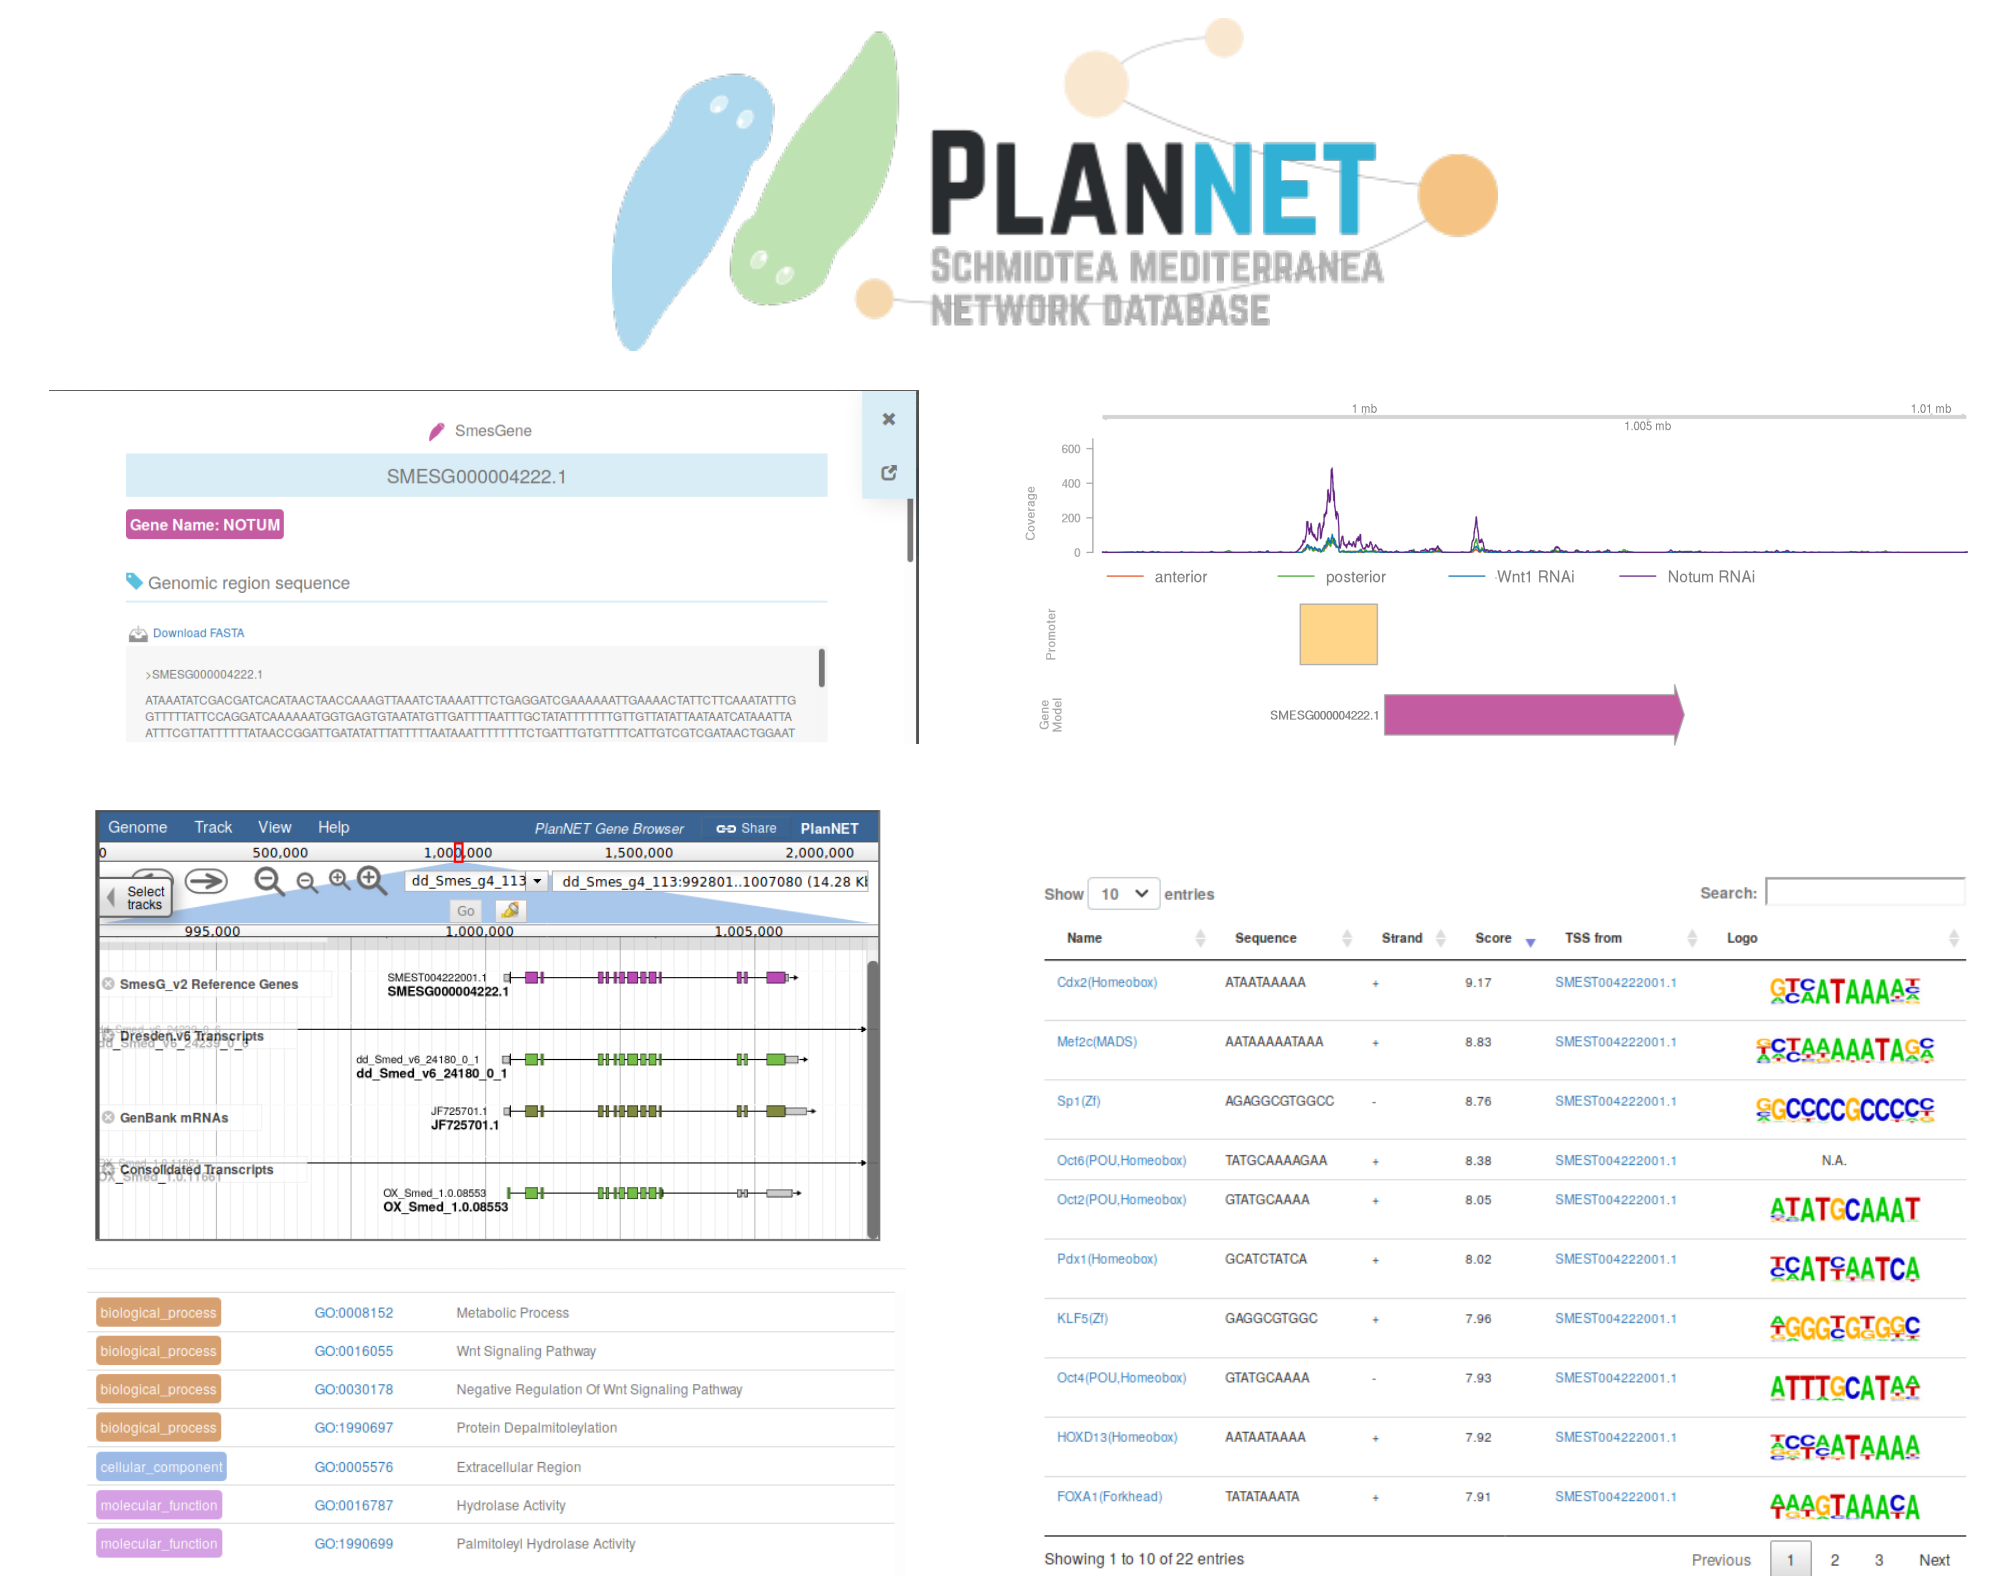 PLANNET
SCHMIDTEA MEDITERRANEA
NETWORK DATABASE
SmesGene
SMESG000004222.1
Gene Name: NOTUM
Genomic region sequence
Download FASTA
>SMESG000004222.1
ATAAATATCGACGATCACATAACTAACCAAAGTTAAATCTAAAATTTCTGAGGATCGAAAAAATTGAAAACTATTCTTCAAATATTTG
GTTTTTATTCCAGGATCAAAAAATGGTGAGTGTAATATGTTGATTTTAATTTGCTATATTTTTTTGTTGTTATATTAATAATCATAAATTA
ATTTCGTTATTTTTTATAACCGGATTGATATATTTATTTTTAATAAATTTTTTTTCTGATTTGTGTTTTCATTGTCGTCGATAACTGGAAT
1 mb
1.01 mb
1.005 mb
600
400
200
0
Coverage
anterior posterior Wnt1 RNAi Notum RNAi
Promoter
Gene Model
SMESG000004222.1
Genome Track View Help PlanNET Gene Browser Share PlanNET
0 500,000 1,000,000 1,500,000 2,000,000
Select tracks
dd_Smes_g4_113 dd_Smes_g4_113:992801..1007080 (14.28 Kb
Go
995,000 1,000,000 1,005,000
SmesG_v2 Reference Genes
SMEST004222001.1
SMESG000004222.1
Dresden.v6 Transcripts
dd_Smed_v6_24239_0_6
dd_Smed_v6_24180_0_1
dd_Smed_v6_24180_0_1
GenBank mRNAs
JF725701.1
JF725701.1
Consolidated Transcripts
OX_Smed_1.0.11661
OX_Smed_1.0.08553
OX_Smed_1.0.08553
biological_process GO:0008152 Metabolic Process
biological_process GO:0016055 Wnt Signaling Pathway
biological_process GO:0030178 Negative Regulation Of Wnt Signaling Pathway
biological_process GO:1990697 Protein Depalmitoleylation
cellular_component GO:0005576 Extracellular Region
molecular_function GO:0016787 Hydrolase Activity
molecular_function GO:1990699 Palmitoleyl Hydrolase Activity
Show 10 entries Search:
Name Sequence Strand Score TSS from Logo
Cdx2(Homeobox) ATAATAAAAA + 9.17 SMEST004222001.1
Mef2c(MADS) AATAAAAATAAA + 8.83 SMEST004222001.1
Sp1(Zf) AGAGGCGTGGCC - 8.76 SMEST004222001.1
Oct6(POU,Homeobox) TATGCAAAAGAA + 8.38 SMEST004222001.1 N.A.
Oct2(POU,Homeobox) GTATGCAAAA + 8.05 SMEST004222001.1 ATATGCAAAT
Pdx1(Homeobox) GCATCTATCA + 8.02 SMEST004222001.1
KLF5(Zf) GAGGCGTGGC + 7.96 SMEST004222001.1
Oct4(POU,Homeobox) GTATGCAAAA - 7.93 SMEST004222001.1 ATTTGCATAA
HOXD13(Homeobox) AATAATAAAA + 7.92 SMEST004222001.1
FOXA1(Forkhead) TATATAAATA + 7.91 SMEST004222001.1
Showing 1 to 10 of 22 entries
Previous 1 2 3 Next